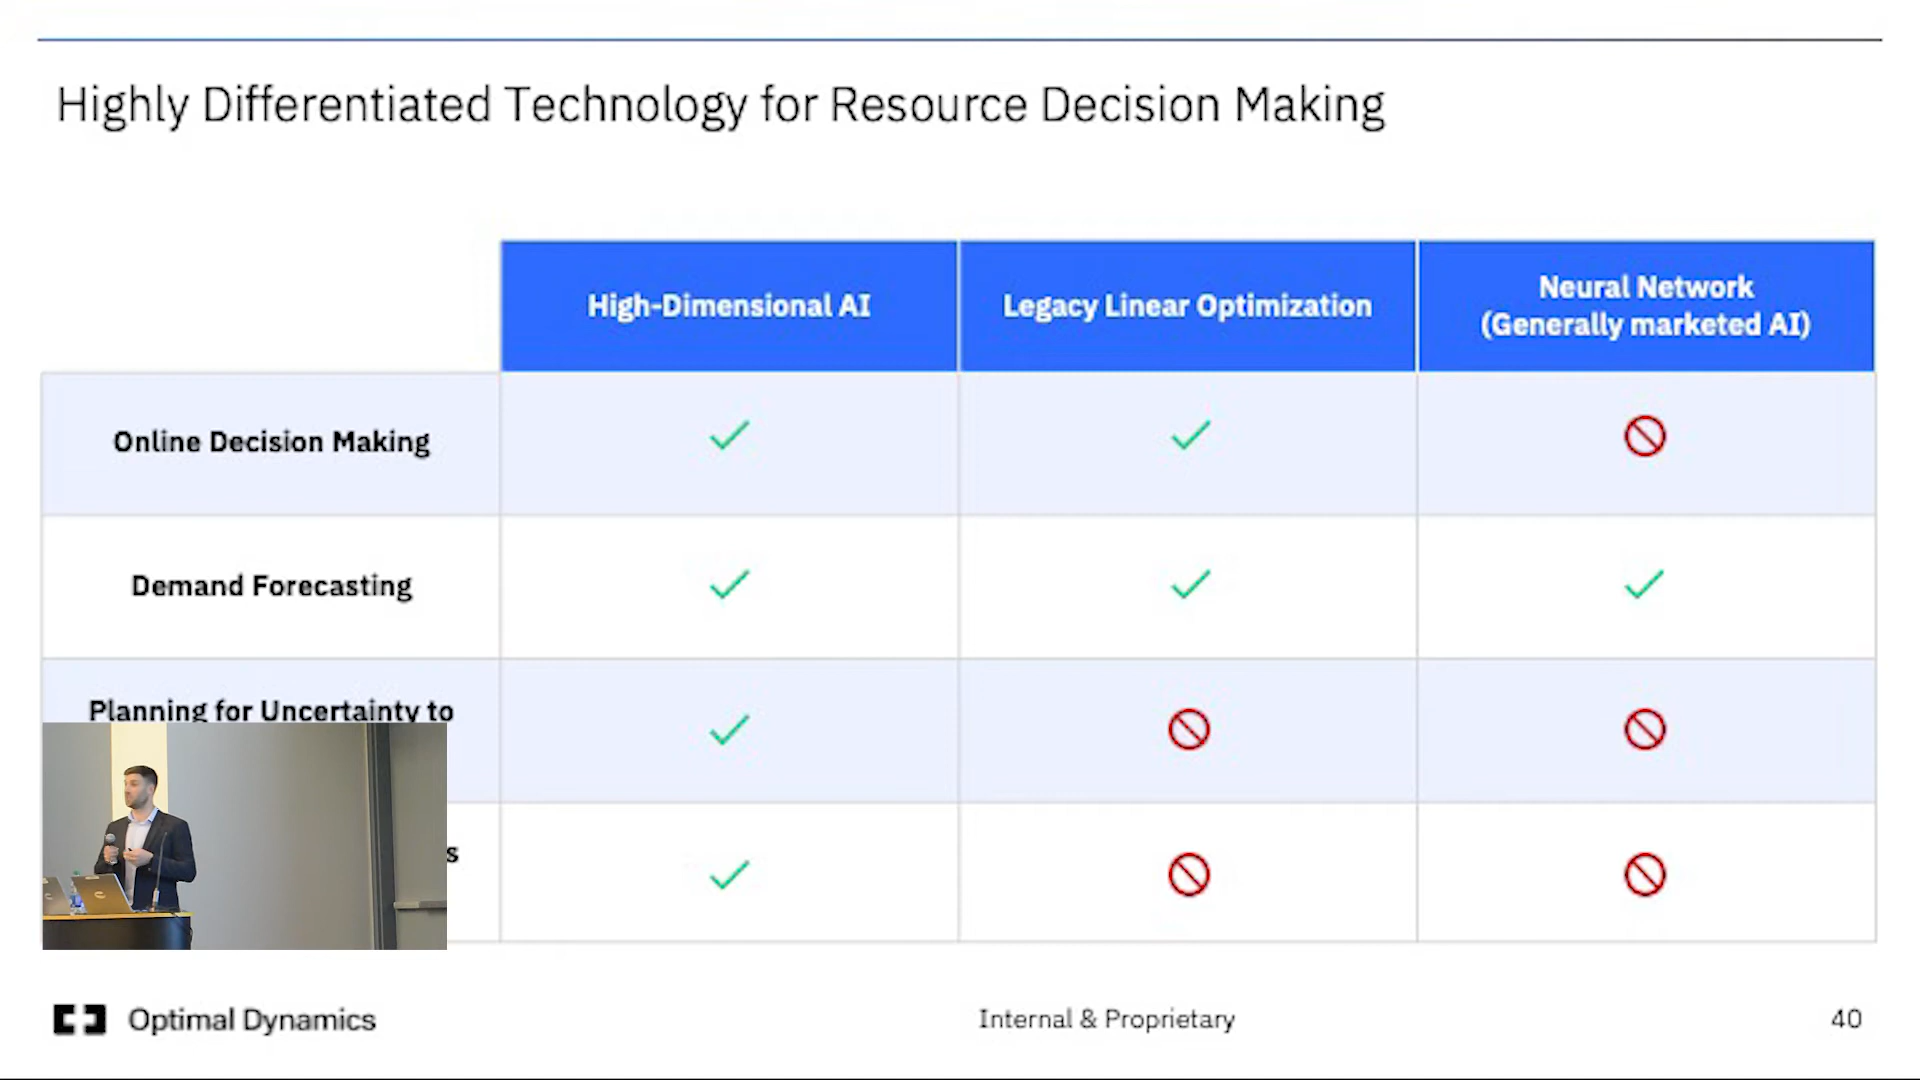 Highly Differentiated Technology for Resource Decision Making
High-Dimensional AI
Legacy Linear Optimization
Neural Network
(Generally marketed AI)
Online Decision Making
Demand Forecasting
Planning for Uncertainty to
s
Optimal Dynamics
Internal & Proprietary
40